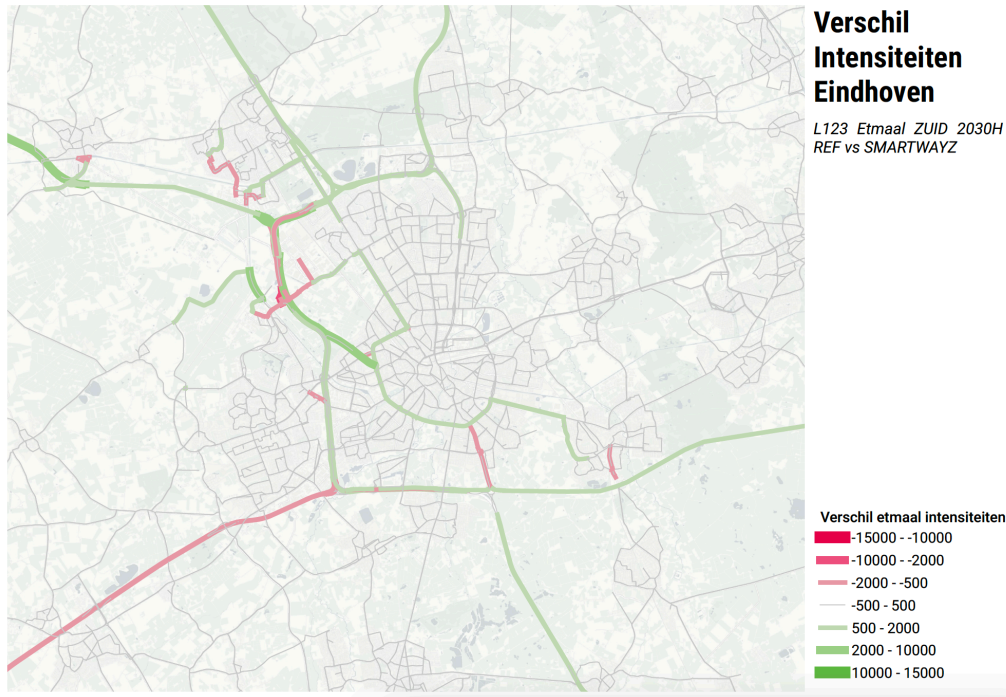 Verschil
Intensiteiten
Eindhoven
L123 Etmaal ZUID 2030H
REF vs SMARTWAYZ
Verschil etmaal intensiteiten
-15000 - -10000
-10000 - -2000
-2000 - -500
-500 - 500
500 - 2000
2000 - 10000
10000 - 15000